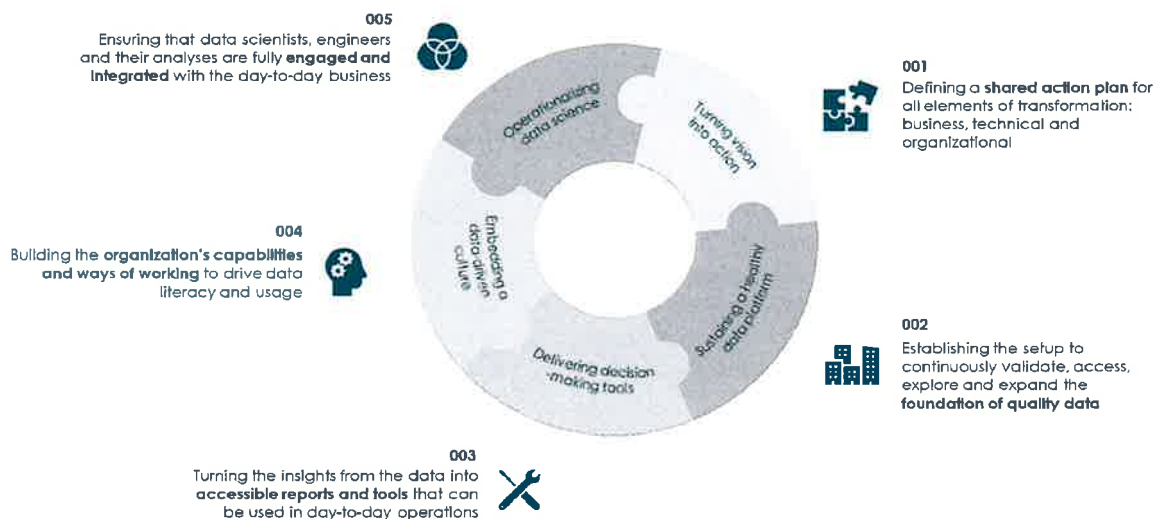 005
Ensuring that data scientists, engineers
and their analyses are fully engaged and
integrated with the day-to-day business
001
Defining a shared action plan for
all elements of transformation:
business, technical and
organizational
Operationalizing
data science
Turning vision
into action
004
Building the organization's capabilities
and ways of working to drive data
literacy and usage
Embedding a
data-driven
culture
Sustaining a healthy
data platform
002
Establishing the setup to
continuously validate, access,
explore and expand the
foundation of quality data
Delivering decision
-making tools
003
Turning the insights from the data into
accessible reports and tools that can
be used in day-to-day operations